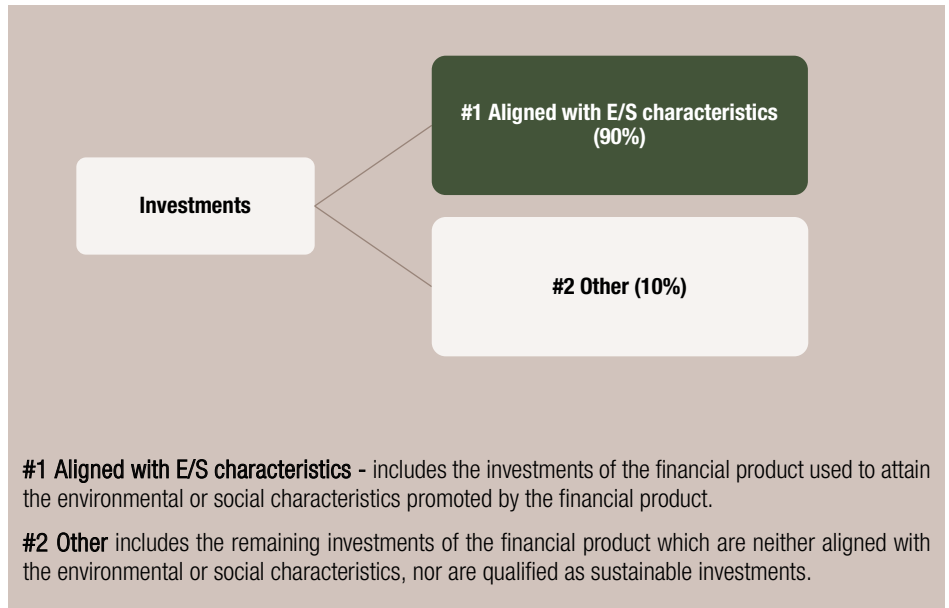 #1 Aligned with E/S characteristics
(90%)
Investments
#2 Other (10%)
#1 Aligned with E/S characteristics - includes the investments of the financial product used to attain
the environmental or social characteristics promoted by the financial product.
#2 Other includes the remaining investments of the financial product which are neither aligned with
the environmental or social characteristics, nor are qualified as sustainable investments.